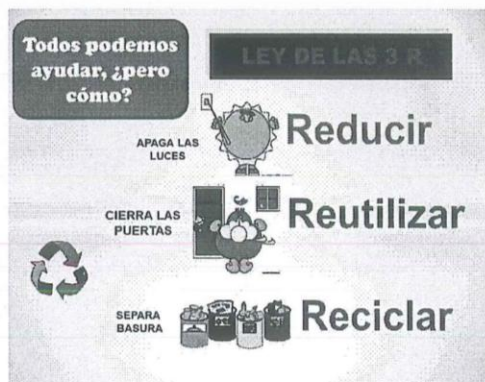 Todos podemos
ayudar, ¿pero
cómo?
LEY DE LAS 3 R
APAGA LAS
LUCES
Reducir
CIERRA LAS
PUERTAS
Reutilizar
SEPARA
BASURA
Reciclar